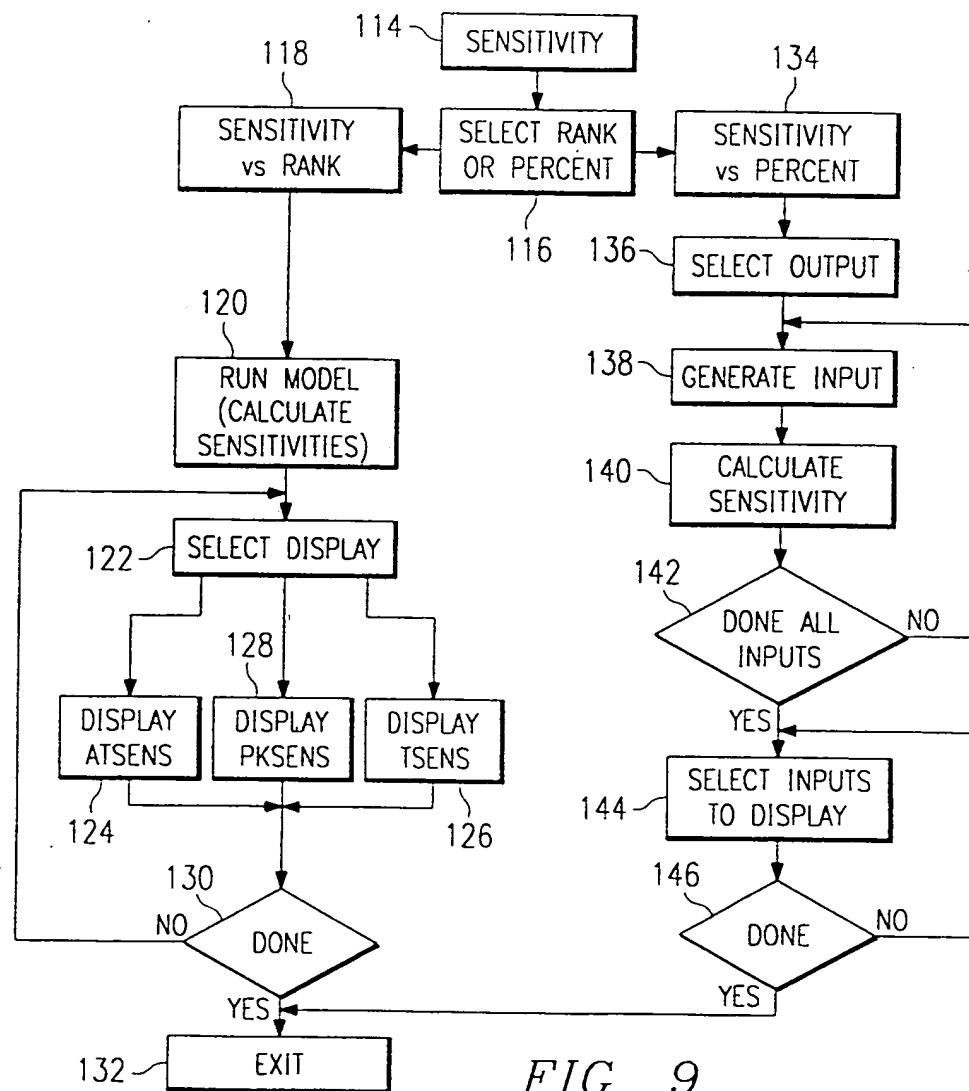 114
SENSITIVITY
118
SENSITIVITY
vs RANK
SELECT RANK
OR PERCENT
116
134
SENSITIVITY
vs PERCENT
136
SELECT OUTPUT
120
RUN MODEL
(CALCULATE
SENSITIVITIES)
138
GENERATE INPUT
140
CALCULATE
SENSITIVITY
122
SELECT DISPLAY
142
DONE ALL
INPUTS
NO
YES
128
DISPLAY
ATSENS
DISPLAY
PKSENS
DISPLAY
TSENS
124
126
144
SELECT INPUTS
TO DISPLAY
130
NO
DONE
YES
146
DONE
NO
YES
132
EXIT
FIG. 9